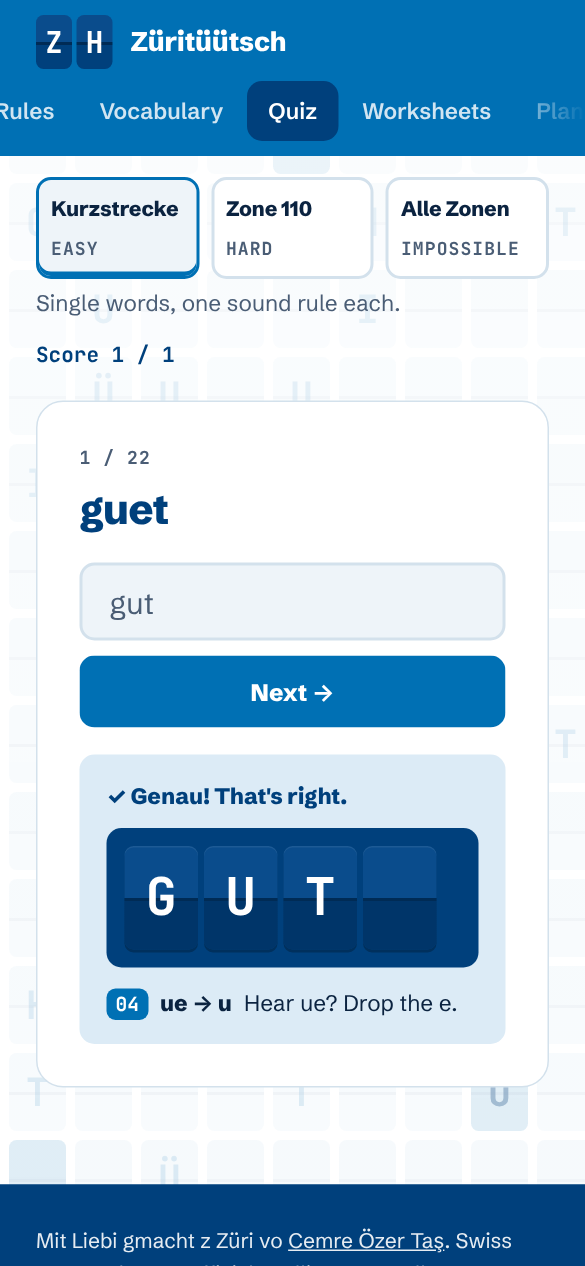 Z H Züritüütsch
Rules Vocabulary Quiz Worksheets
Kurzstrecke Zone 110 Alle Zonen
EASY HARD IMPOSSIBLE
Single words, one sound rule each.
Score 1 / 1
1 / 22
guet
gut
Next →
✓ Genau! That's right.
G U T
04 ue → u Hear ue? Drop the e.
Mit Liebi gmacht z Züri vo Cemre Özer Taş. Swiss